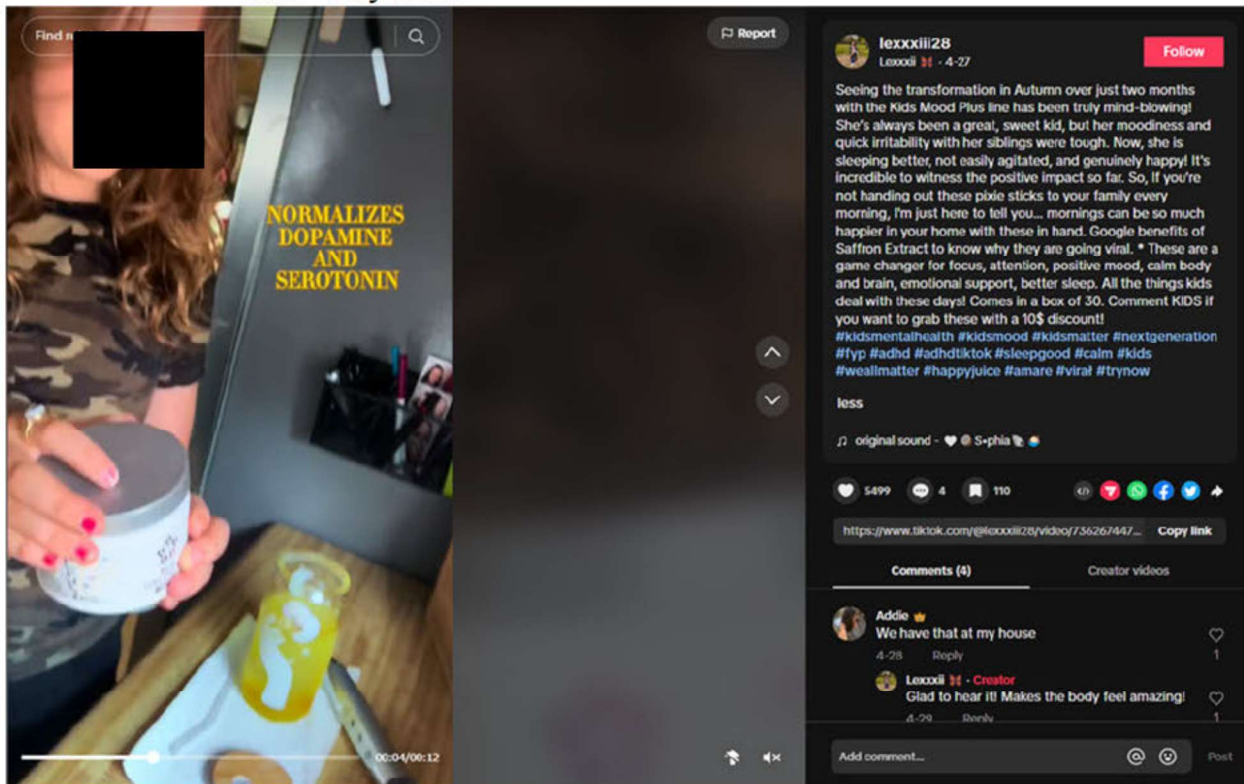 Find
NORMALIZES
DOPAMINE
AND
SEROTONIN
00:04/00:12
Report
lexxxiii28
Lexxxii · 4-27
Follow
Seeing the transformation in Autumn over just two months
with the Kids Mood Plus line has been truly mind-blowing!
She's always been a great, sweet kid, but her moodiness and
quick irritability with her siblings were tough. Now, she is
sleeping better, not easily agitated, and genuinely happy! It's
incredible to witness the positive impact so far. So, If you're
not handing out these pixie sticks to your family every
morning, I'm just here to tell you... mornings can be so much
happier in your home with these in hand. Google benefits of
Saffron Extract to know why they are going viral. * These are a
game changer for focus, attention, positive mood, calm body
and brain, emotional support, better sleep. All the things kids
deal with these days! Comes in a box of 30. Comment KIDS if
you want to grab these with a 10$ discount!
#kidsmentalhealth #kidsmood #kidsmatter #nextgeneration
#fyp #adhd #adhdtiktok #sleepgood #calm #kids
#weallmatter #happyjuice #amare #viral #trynow
less
original sound - S•phia
5499 4 110
https://www.tiktok.com/@lexxxiii28/video/736267447... Copy link
Comments (4) Creator videos
Addie
We have that at my house
4-28 Reply
1
Lexxxii · Creator
Glad to hear it! Makes the body feel amazing!
4-29 Reply
1
Add comment... Post